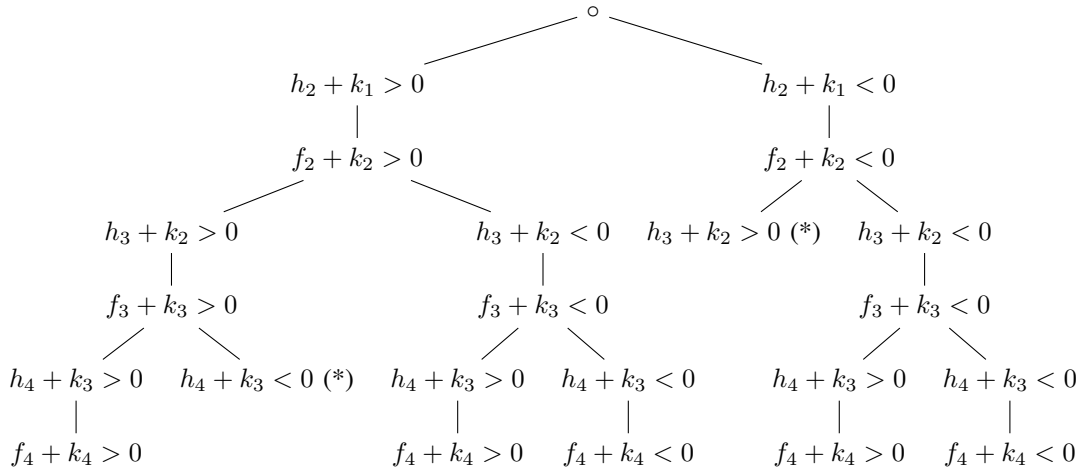 h₂ + k₁ > 0 h₂ + k₁ < 0
f₂ + k₂ > 0 f₂ + k₂ < 0
h₃ + k₂ > 0 h₃ + k₂ < 0 h₃ + k₂ > 0 (*) h₃ + k₂ < 0
f₃ + k₃ > 0 f₃ + k₃ < 0 f₃ + k₃ < 0
h₄ + k₃ > 0 h₄ + k₃ < 0 (*) h₄ + k₃ > 0 h₄ + k₃ < 0 h₄ + k₃ > 0 h₄ + k₃ < 0
f₄ + k₄ > 0 f₄ + k₄ > 0 f₄ + k₄ < 0 f₄ + k₄ > 0 f₄ + k₄ < 0